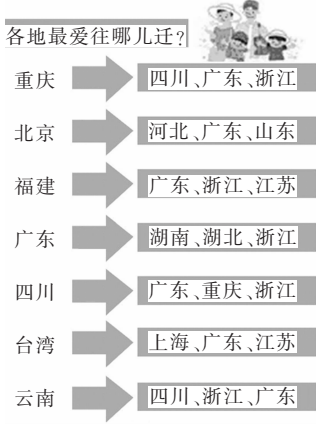 各地最爱往哪儿迁?
重庆 四川、广东、浙江
北京 河北、广东、山东
福建 广东、浙江、江苏
广东 湖南、湖北、浙江
四川 广东、重庆、浙江
台湾 上海、广东、江苏
云南 四川、浙江、广东